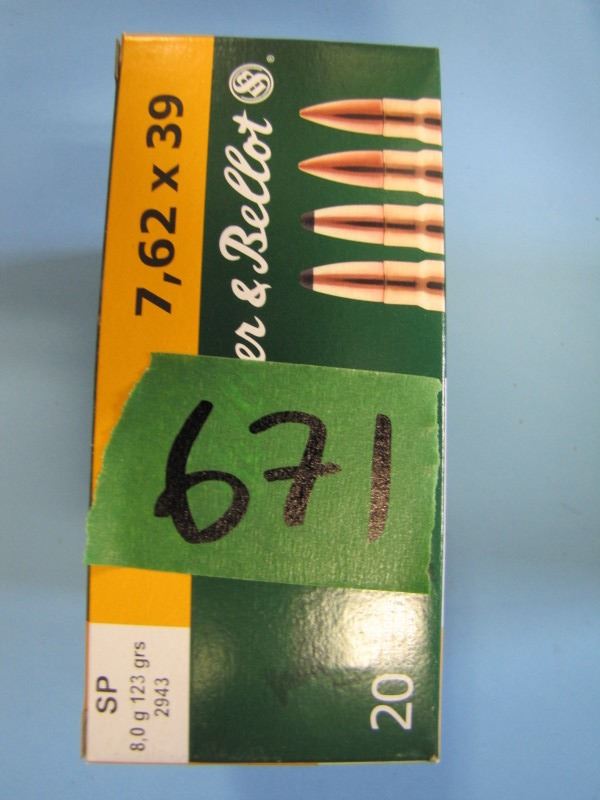 7,62 x 39
er & Bellot
671
SP
8,0 g 123 grs
2943
20